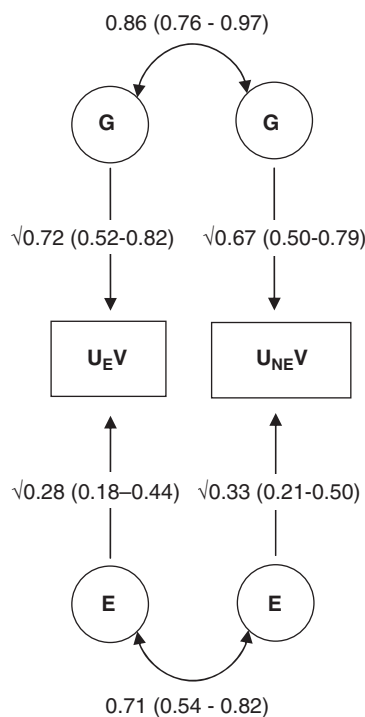 0.86 (0.76 - 0.97)
G G
√0.72 (0.52-0.82) √0.67 (0.50-0.79)
UEV UNEV
√0.28 (0.18–0.44) √0.33 (0.21-0.50)
E E
0.71 (0.54 - 0.82)